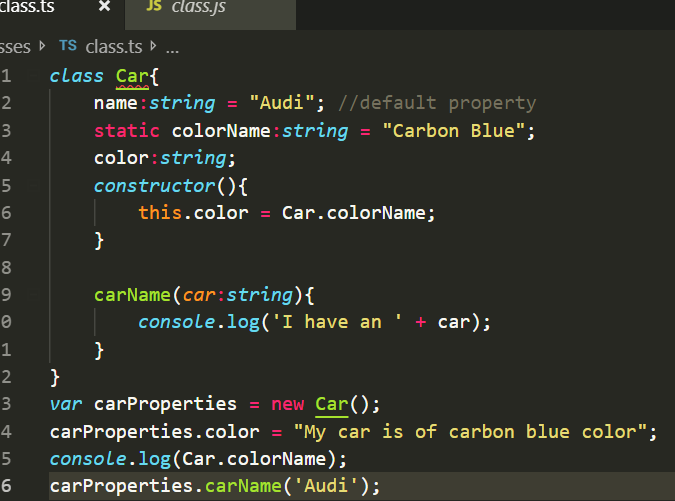 class.ts × JS class.js
sses > TS class.ts > ...
1 class Car{
2 name:string = "Audi"; //default property
3 static colorName:string = "Carbon Blue";
4 color:string;
5 constructor(){
6 this.color = Car.colorName;
7 }
8
9 carName(car:string){
0 console.log('I have an ' + car);
1 }
2 }
3 var carProperties = new Car();
4 carProperties.color = "My car is of carbon blue color";
5 console.log(Car.colorName);
6 carProperties.carName('Audi');